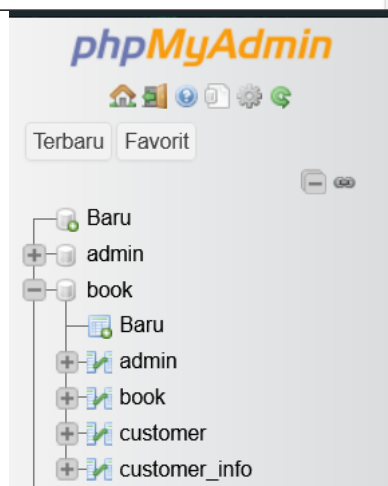 phpMyAdmin
Terbaru Favorit
Baru
admin
book
Baru
admin
book
customer
customer_info